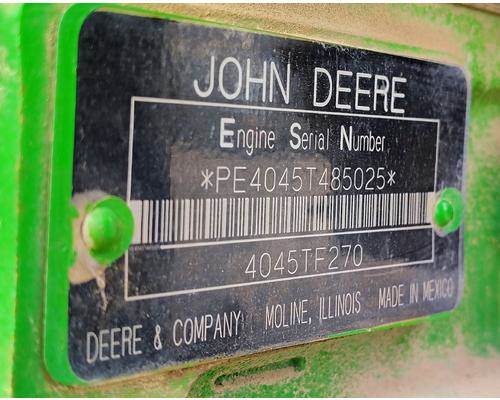 JOHN DEERE
Engine Serial Number
*PE4045T485025*
4045TF270
DEERE & COMPANY MOLINE, ILLINOIS MADE IN MEXICO